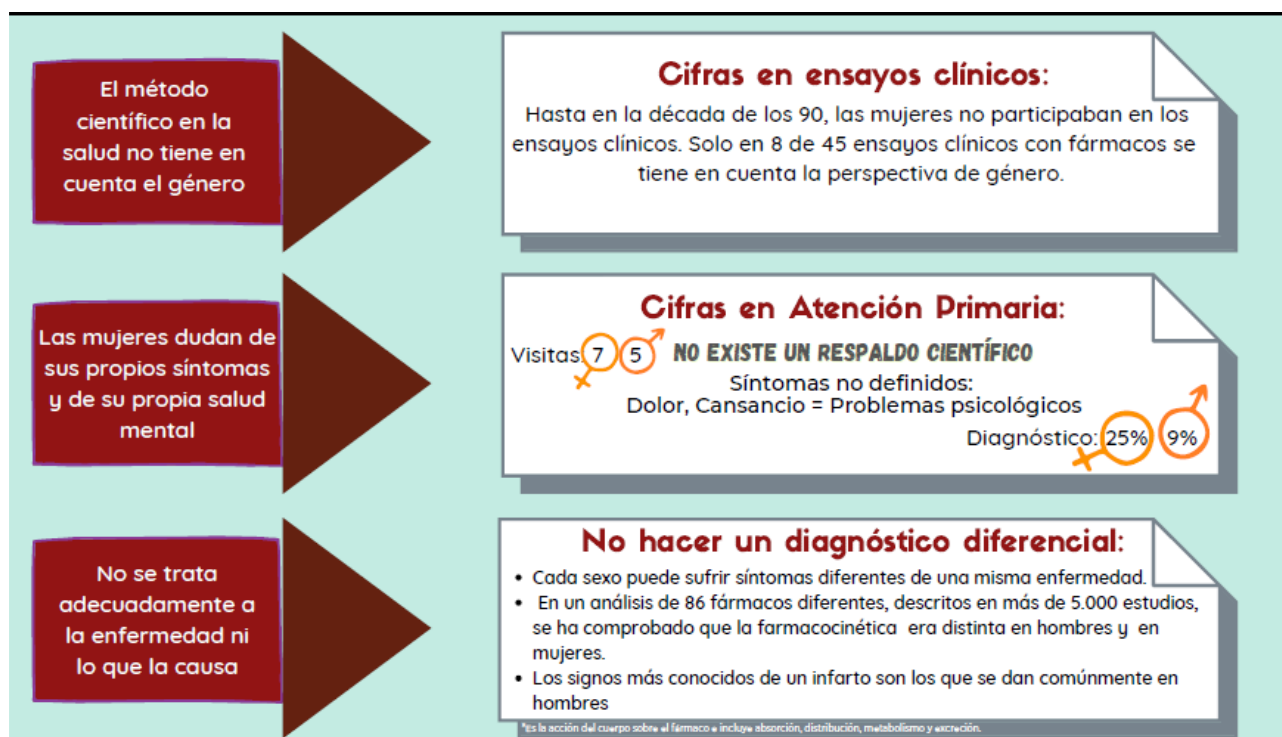 El método
científico en la
salud no tiene en
cuenta el género
Cifras en ensayos clínicos:
Hasta en la década de los 90, las mujeres no participaban en los
ensayos clínicos. Solo en 8 de 45 ensayos clínicos con fármacos se
tiene en cuenta la perspectiva de género.
Las mujeres dudan de
sus propios síntomas
y de su propia salud
mental
Cifras en Atención Primaria:
Visitas: 7 5 NO EXISTE UN RESPALDO CIENTÍFICO
Síntomas no definidos:
Dolor, Cansancio = Problemas psicológicos
Diagnóstico: 25% 9%
No se trata
adecuadamente a
la enfermedad ni
lo que la causa
No hacer un diagnóstico diferencial:
• Cada sexo puede sufrir síntomas diferentes de una misma enfermedad.
• En un análisis de 86 fármacos diferentes, descritos en más de 5.000 estudios,
se ha comprobado que la farmacocinética era distinta en hombres y en
mujeres.
• Los signos más conocidos de un infarto son los que se dan comúnmente en
hombres
*Es la acción del cuerpo sobre el fármaco e incluye absorción, distribución, metabolismo y excreción.